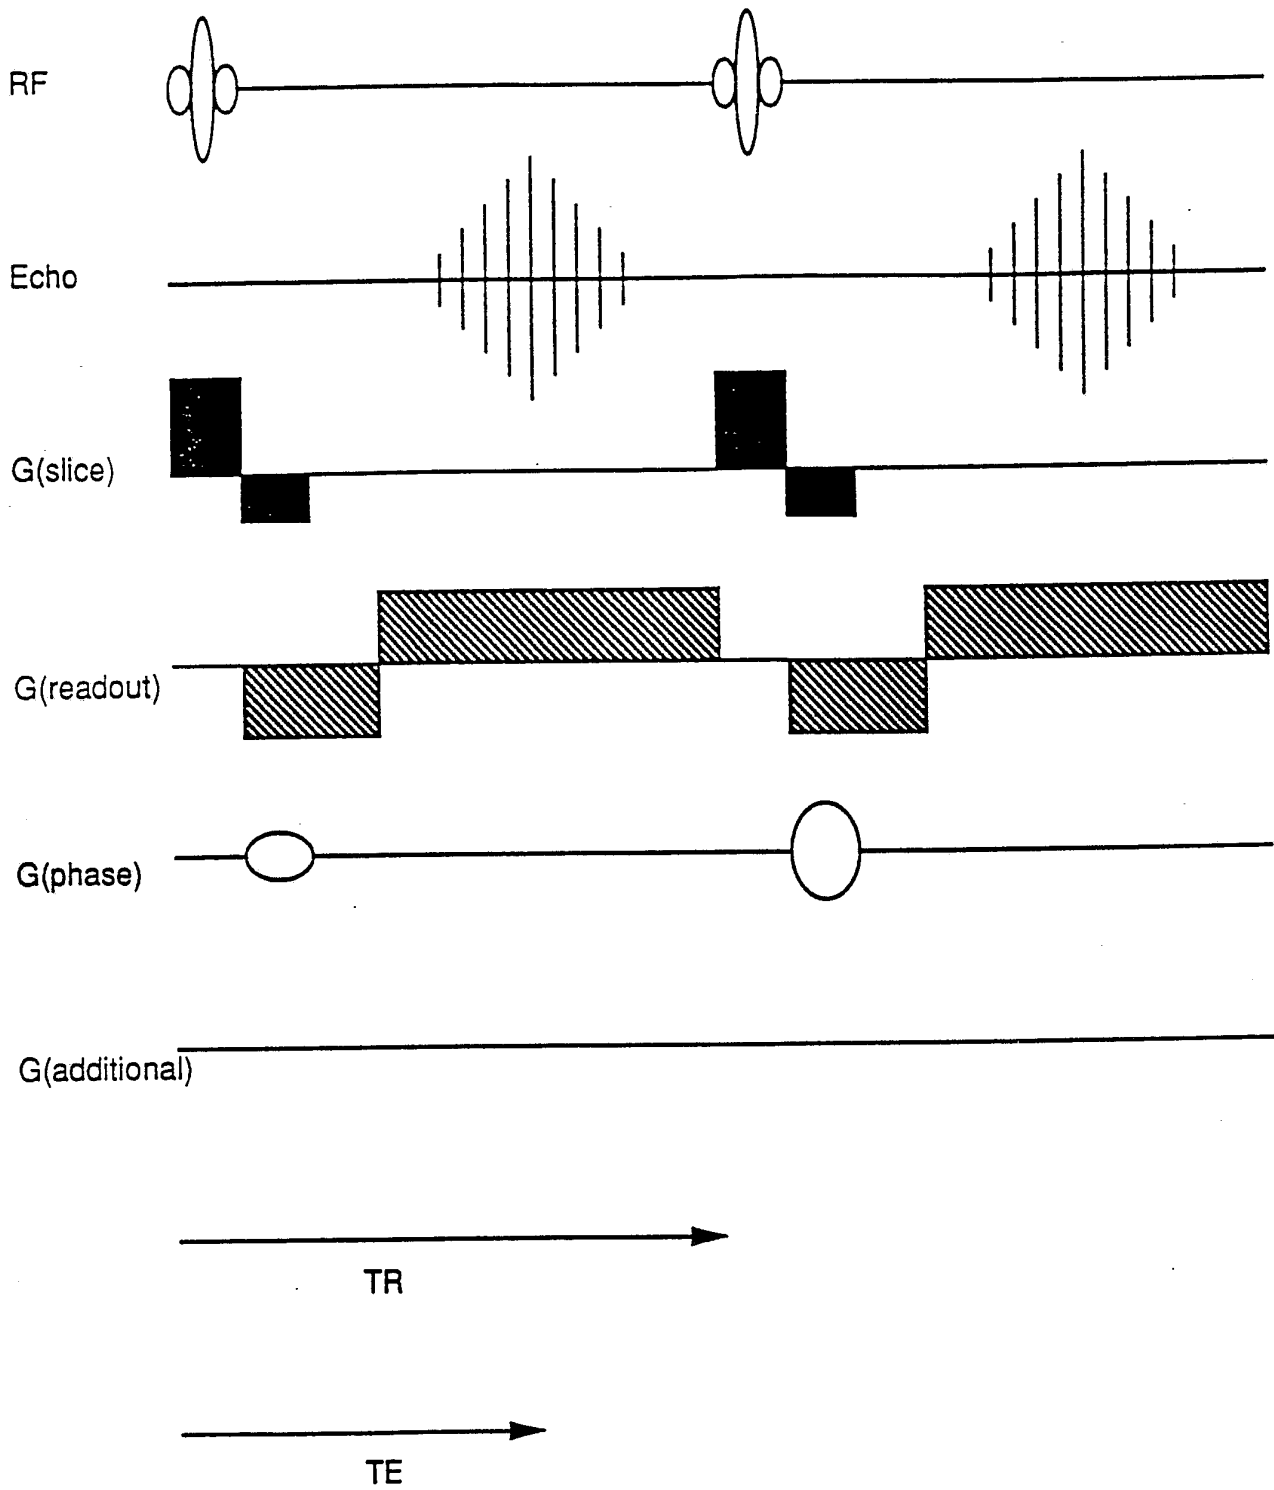 RF
Echo
G(slice)
G(readout)
G(phase)
G(additional)
TR
TE